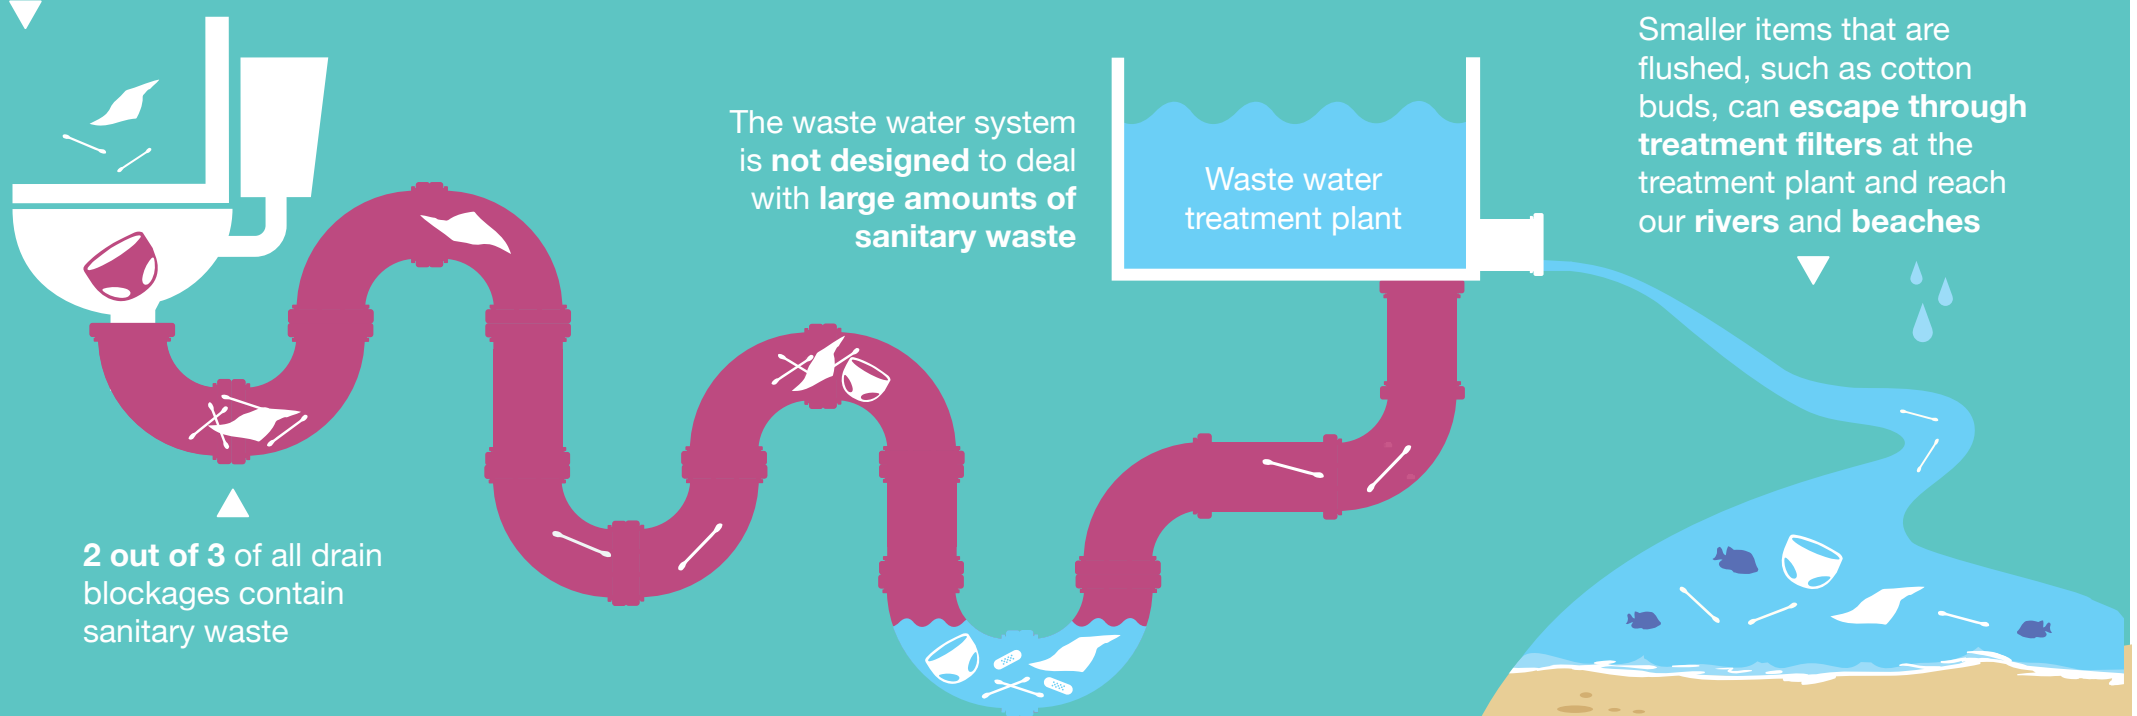 2 out of 3 of all drain
blockages contain
sanitary waste
The waste water system
is not designed to deal
with large amounts of
sanitary waste
Waste water
treatment plant
Smaller items that are
flushed, such as cotton
buds, can escape through
treatment filters at the
treatment plant and reach
our rivers and beaches